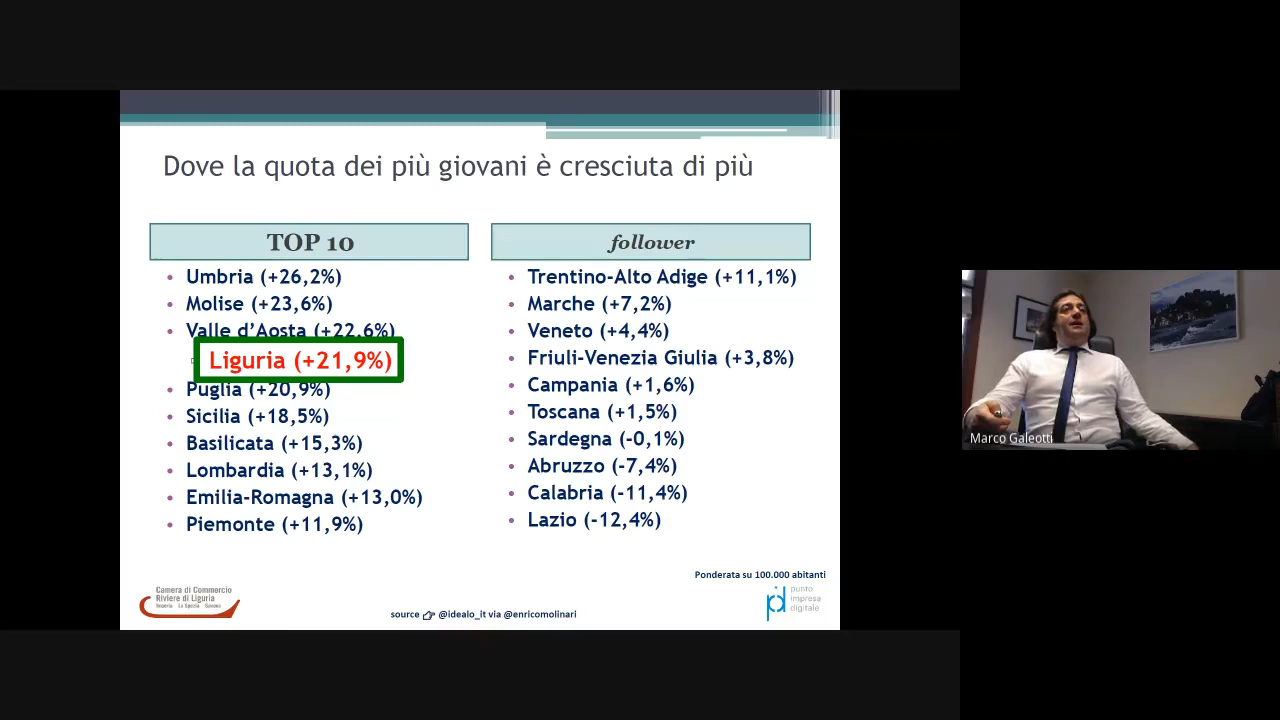 Dove la quota dei più giovani è cresciuta di più
TOP 10
• Umbria (+26,2%)
• Molise (+23,6%)
• Valle d'Aosta (+22,6%)
Liguria (+21,9%)
• Puglia (+20,9%)
• Sicilia (+18,5%)
• Basilicata (+15,3%)
• Lombardia (+13,1%)
• Emilia-Romagna (+13,0%)
• Piemonte (+11,9%)
follower
• Trentino-Alto Adige (+11,1%)
• Marche (+7,2%)
• Veneto (+4,4%)
• Friuli-Venezia Giulia (+3,8%)
• Campania (+1,6%)
• Toscana (+1,5%)
• Sardegna (-0,1%)
• Abruzzo (-7,4%)
• Calabria (-11,4%)
• Lazio (-12,4%)
Ponderata su 100.000 abitanti
Camera di Commercio
Riviere di Liguria
Imperia La Spezia Savona
source @idealo_it via @enricomolinari
pid
punto
impresa
digitale
Marco Galeotti